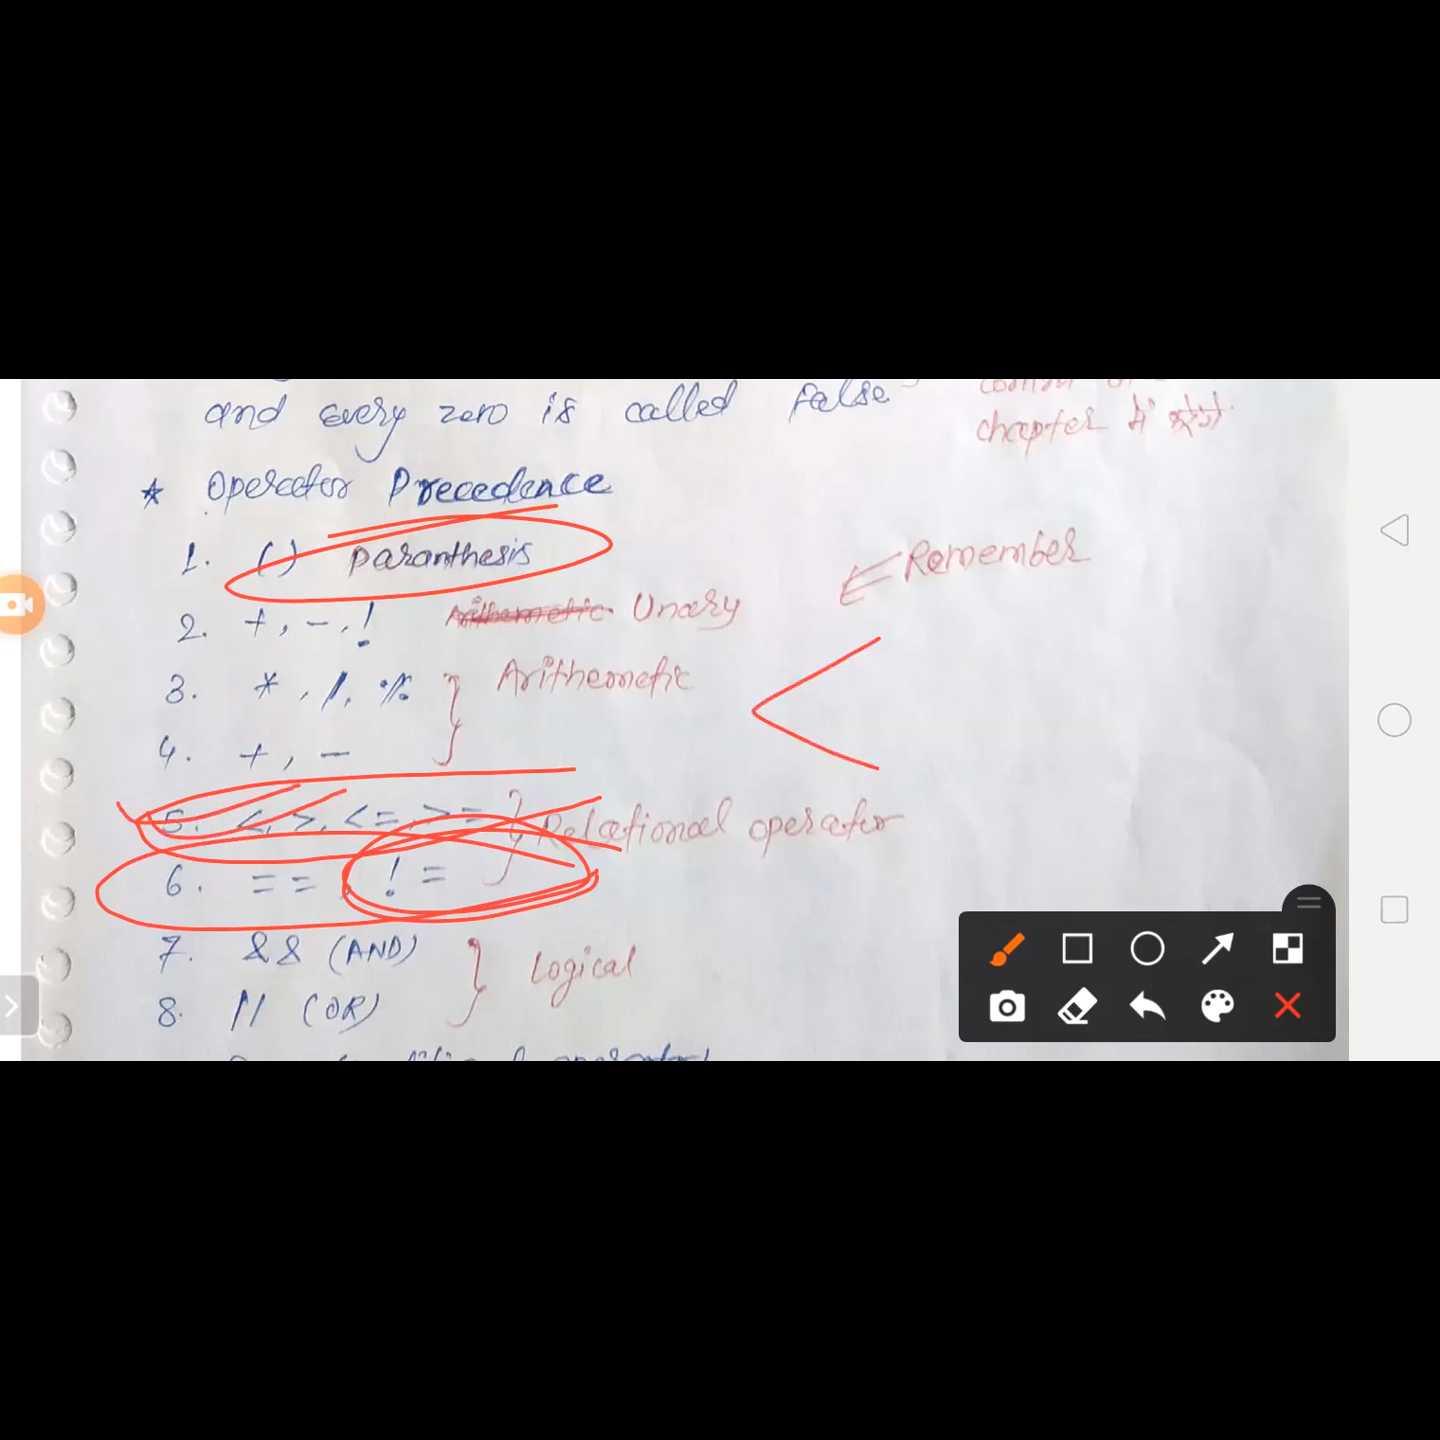 and every zero is called False
chapter
* Operator Precedence
1. () paranthesis
Remember
2. +, -, ! Unary
3. *, /, % } Arithemetic
4. +, -
5. <, >, <=, >= } Relational operator
6. == , !=
7. && (AND) } Logical
8. || (OR)